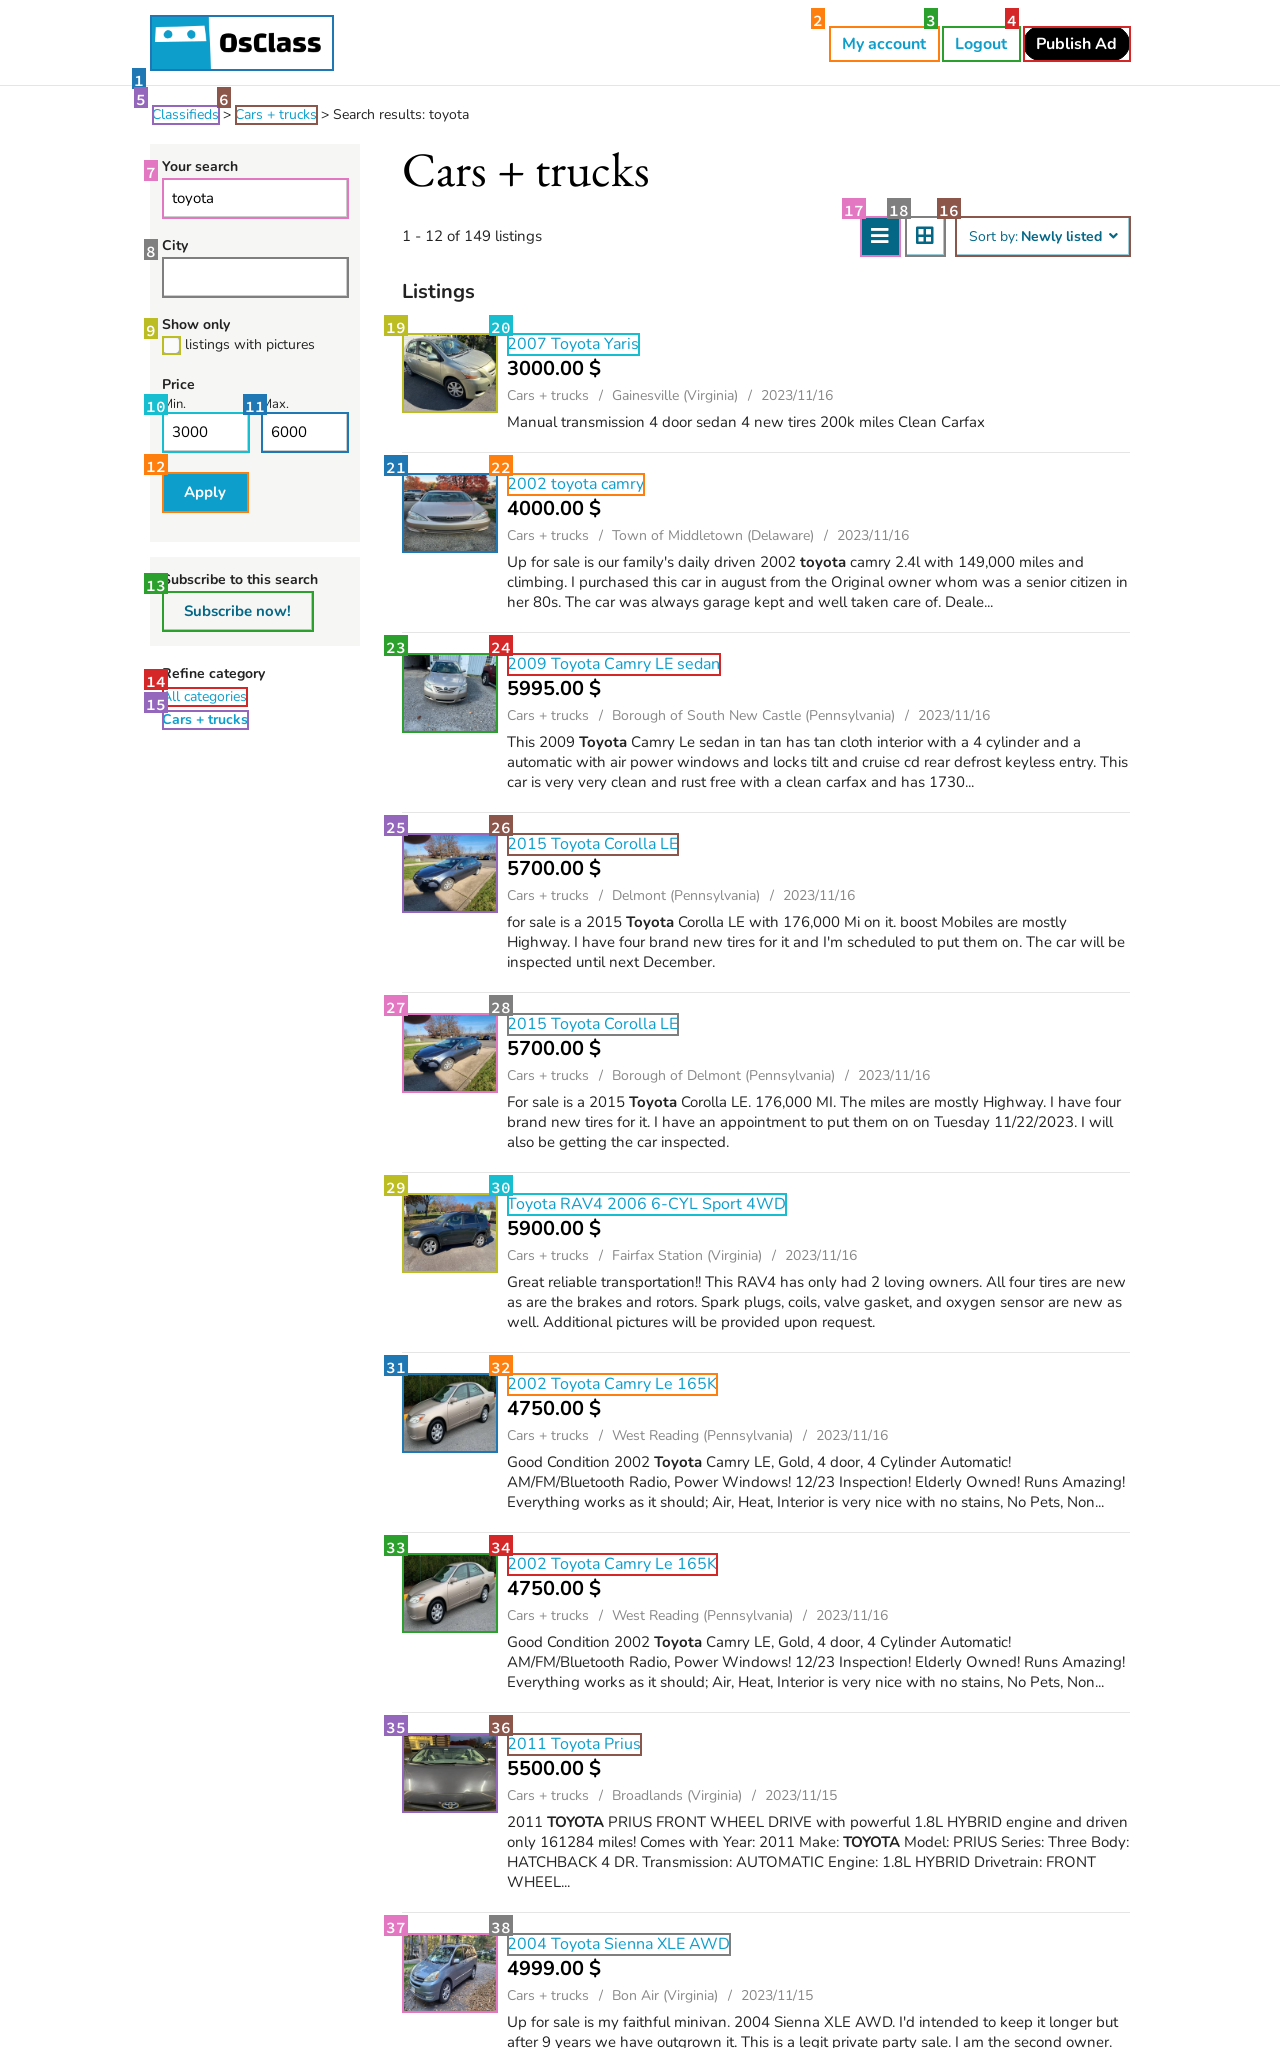 OsClass
1
2
My account
3
Logout
4
Publish Ad
5
6
Classifieds > Cars + trucks > Search results: toyota
7
Your search
toyota
8
City
9
Show only
listings with pictures
Price
10
Min.
11
Max.
3000
6000
12
Apply
13
Subscribe to this search
Subscribe now!
Refine category
14
All categories
15
Cars + trucks
Cars + trucks
1 - 12 of 149 listings
17
18
16
Sort by: Newly listed
Listings
19
20
2007 Toyota Yaris
3000.00 $
Cars + trucks / Gainesville (Virginia) / 2023/11/16
Manual transmission 4 door sedan 4 new tires 200k miles Clean Carfax
21
22
2002 toyota camry
4000.00 $
Cars + trucks / Town of Middletown (Delaware) / 2023/11/16
Up for sale is our family's daily driven 2002 toyota camry 2.4l with 149,000 miles and
climbing. I purchased this car in august from the Original owner whom was a senior citizen in
her 80s. The car was always garage kept and well taken care of. Deale...
23
24
2009 Toyota Camry LE sedan
5995.00 $
Cars + trucks / Borough of South New Castle (Pennsylvania) / 2023/11/16
This 2009 Toyota Camry Le sedan in tan has tan cloth interior with a 4 cylinder and a
automatic with air power windows and locks tilt and cruise cd rear defrost keyless entry. This
car is very very clean and rust free with a clean carfax and has 1730...
25
26
2015 Toyota Corolla LE
5700.00 $
Cars + trucks / Delmont (Pennsylvania) / 2023/11/16
for sale is a 2015 Toyota Corolla LE with 176,000 Mi on it. boost Mobiles are mostly
Highway. I have four brand new tires for it and I'm scheduled to put them on. The car will be
inspected until next December.
27
28
2015 Toyota Corolla LE
5700.00 $
Cars + trucks / Borough of Delmont (Pennsylvania) / 2023/11/16
For sale is a 2015 Toyota Corolla LE. 176,000 MI. The miles are mostly Highway. I have four
brand new tires for it. I have an appointment to put them on on Tuesday 11/22/2023. I will
also be getting the car inspected.
29
30
Toyota RAV4 2006 6-CYL Sport 4WD
5900.00 $
Cars + trucks / Fairfax Station (Virginia) / 2023/11/16
Great reliable transportation!! This RAV4 has only had 2 loving owners. All four tires are new
as are the brakes and rotors. Spark plugs, coils, valve gasket, and oxygen sensor are new as
well. Additional pictures will be provided upon request.
31
32
2002 Toyota Camry Le 165K
4750.00 $
Cars + trucks / West Reading (Pennsylvania) / 2023/11/16
Good Condition 2002 Toyota Camry LE, Gold, 4 door, 4 Cylinder Automatic!
AM/FM/Bluetooth Radio, Power Windows! 12/23 Inspection! Elderly Owned! Runs Amazing!
Everything works as it should; Air, Heat, Interior is very nice with no stains, No Pets, Non...
33
34
2002 Toyota Camry Le 165K
4750.00 $
Cars + trucks / West Reading (Pennsylvania) / 2023/11/16
Good Condition 2002 Toyota Camry LE, Gold, 4 door, 4 Cylinder Automatic!
AM/FM/Bluetooth Radio, Power Windows! 12/23 Inspection! Elderly Owned! Runs Amazing!
Everything works as it should; Air, Heat, Interior is very nice with no stains, No Pets, Non...
35
36
2011 Toyota Prius
5500.00 $
Cars + trucks / Broadlands (Virginia) / 2023/11/15
2011 TOYOTA PRIUS FRONT WHEEL DRIVE with powerful 1.8L HYBRID engine and driven
only 161284 miles! Comes with Year: 2011 Make: TOYOTA Model: PRIUS Series: Three Body:
HATCHBACK 4 DR. Transmission: AUTOMATIC Engine: 1.8L HYBRID Drivetrain: FRONT
WHEEL...
37
38
2004 Toyota Sienna XLE AWD
4999.00 $
Cars + trucks / Bon Air (Virginia) / 2023/11/15
Up for sale is my faithful minivan. 2004 Sienna XLE AWD. I'd intended to keep it longer but
after 9 years we have outgrown it. This is a legit private party sale. I am the second owner.